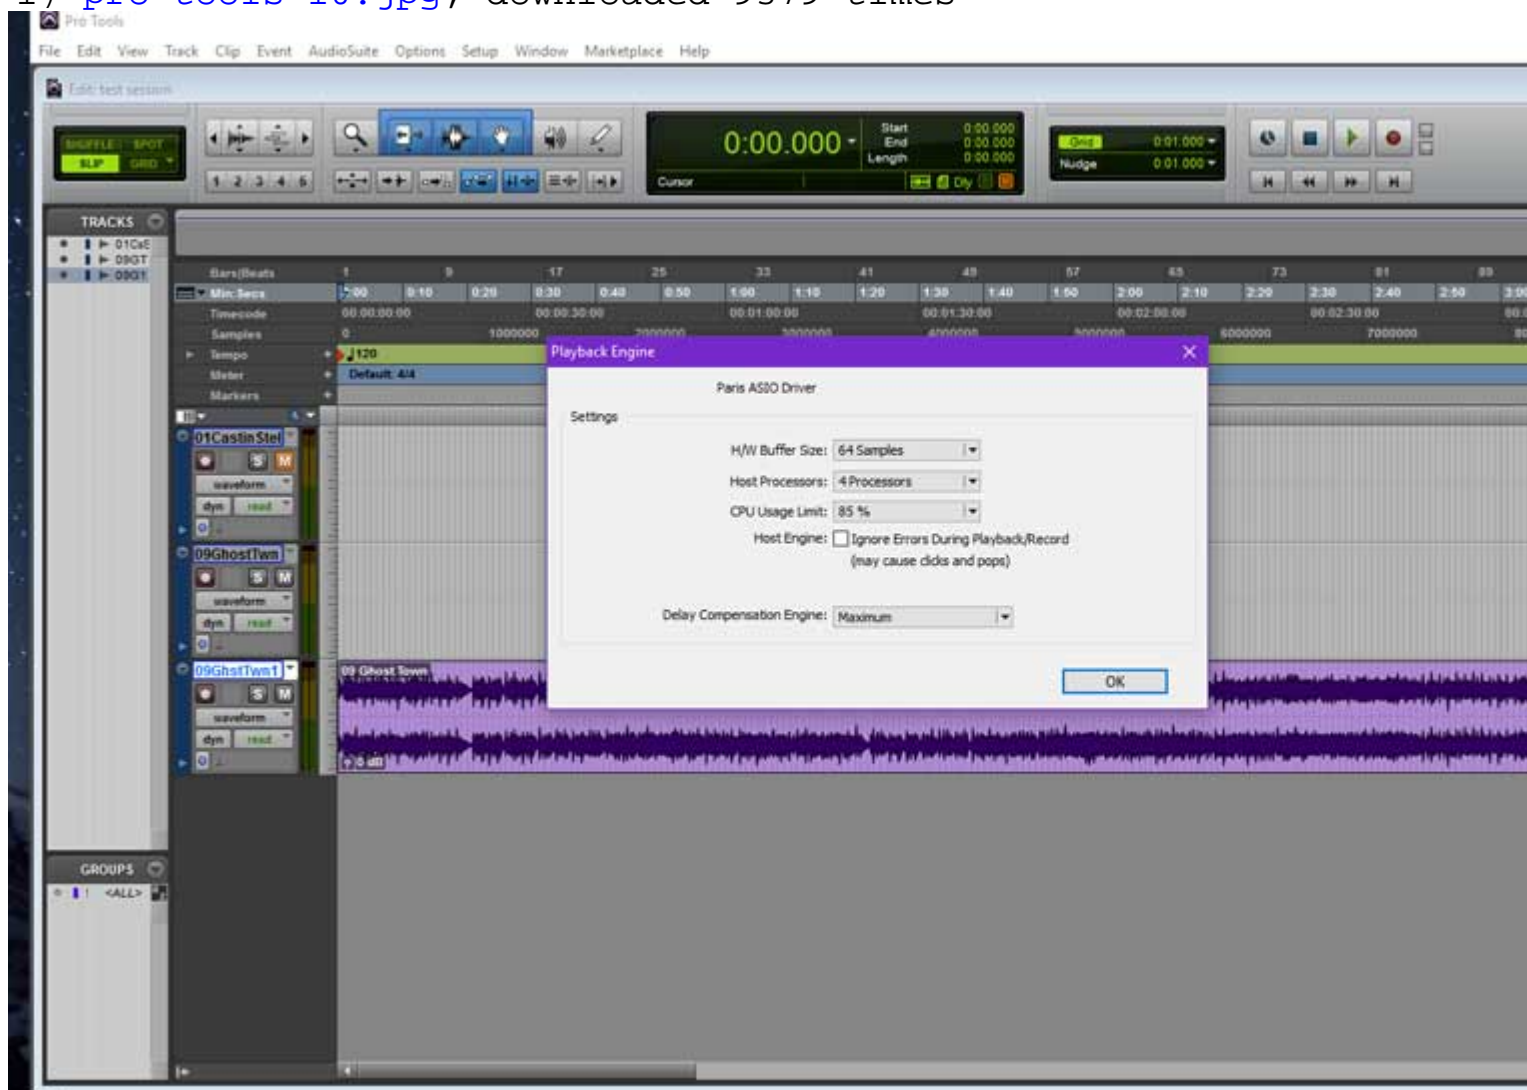 1) pro tools 10.jpg, downloaded 9579 times
Pro Tools
File Edit View Track Clip Event AudioSuite Options Setup Window Marketplace Help
Edit: test session
SHUFFLE SPOT
SLIP GRID
1 2 3 4 5
0:00.000
Start 0:00.000
End 0:00.000
Length 0:00.000
Cursor
Dly
Grid 0:01.000
Nudge 0:01.000
TRACKS
01CaS
09GT
09GT
Bars|Beats 1 9 17 25 33 41 49 57 65 73 81 89
Min:Secs 0:00 0:10 0:20 0:30 0:40 0:50 1:00 1:10 1:20 1:30 1:40 1:50 2:00 2:10 2:20 2:30 2:40 2:50 3:00
Timecode 00:00:00:00 00:00:30:00 00:01:00:00 00:01:30:00 00:02:00:00 00:02:30:00
Samples 0 1000000 2000000 3000000 4000000 5000000 6000000 7000000
Tempo 120
Meter Default: 4/4
Markers
Playback Engine
Paris ASIO Driver
Settings
H/W Buffer Size: 64 Samples
Host Processors: 4 Processors
CPU Usage Limit: 85 %
Host Engine: Ignore Errors During Playback/Record
(may cause clicks and pops)
Delay Compensation Engine: Maximum
OK
01CastinStel
S M
waveform
dyn read
09GhostTwn
S M
waveform
dyn read
09GhstTwn1
S M
waveform
dyn read
09 Ghost Town
0 dB
GROUPS
! <ALL>